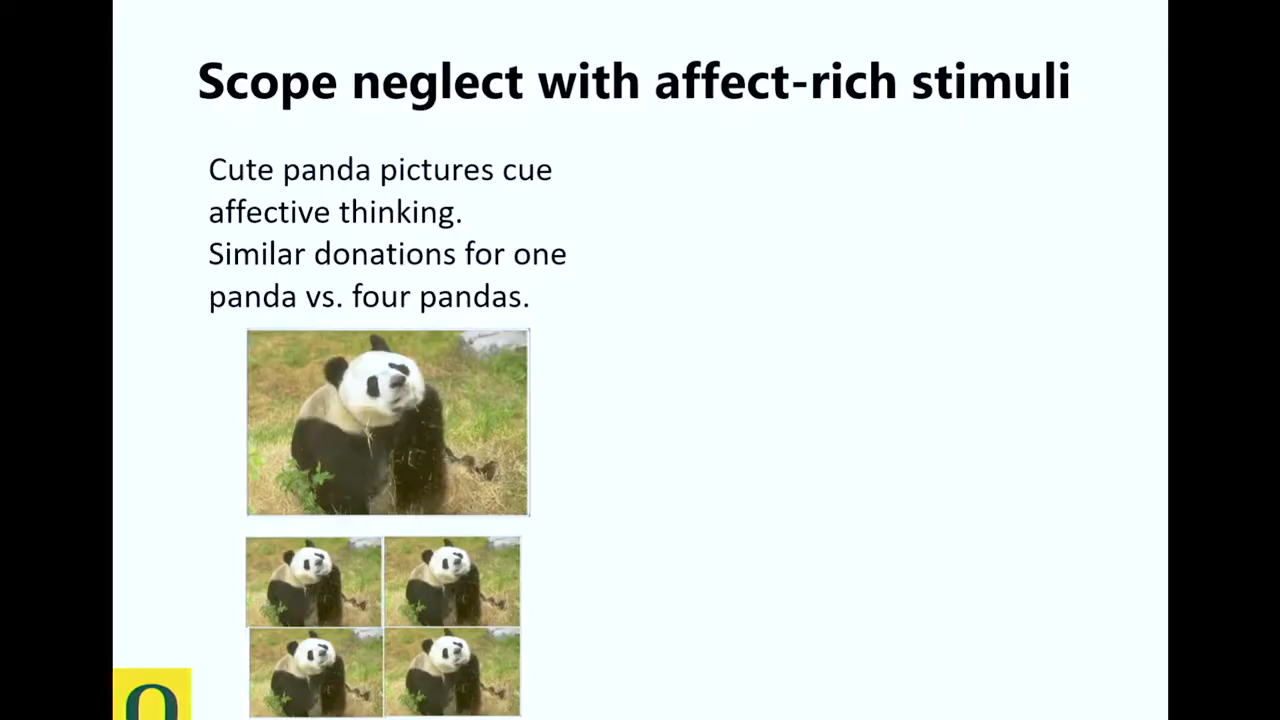 Scope neglect with affect-rich stimuli
Cute panda pictures cue
affective thinking.
Similar donations for one
panda vs. four pandas.